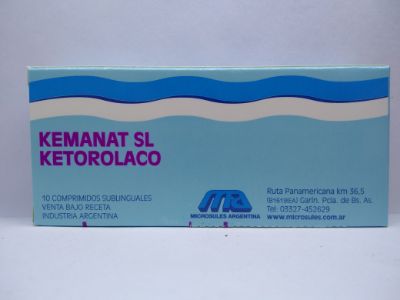 KEMANAT SL
KETOROLACO
10 COMPRIMIDOS SUBLINGUALES
VENTA BAJO RECETA
INDUSTRIA ARGENTINA
MICROSULES ARGENTINA
Ruta Panamericana km 36,5
(B1619IEA) Garín. Pcia. de Bs. As.
Tel: 03327-452629
www.microsules.com.ar